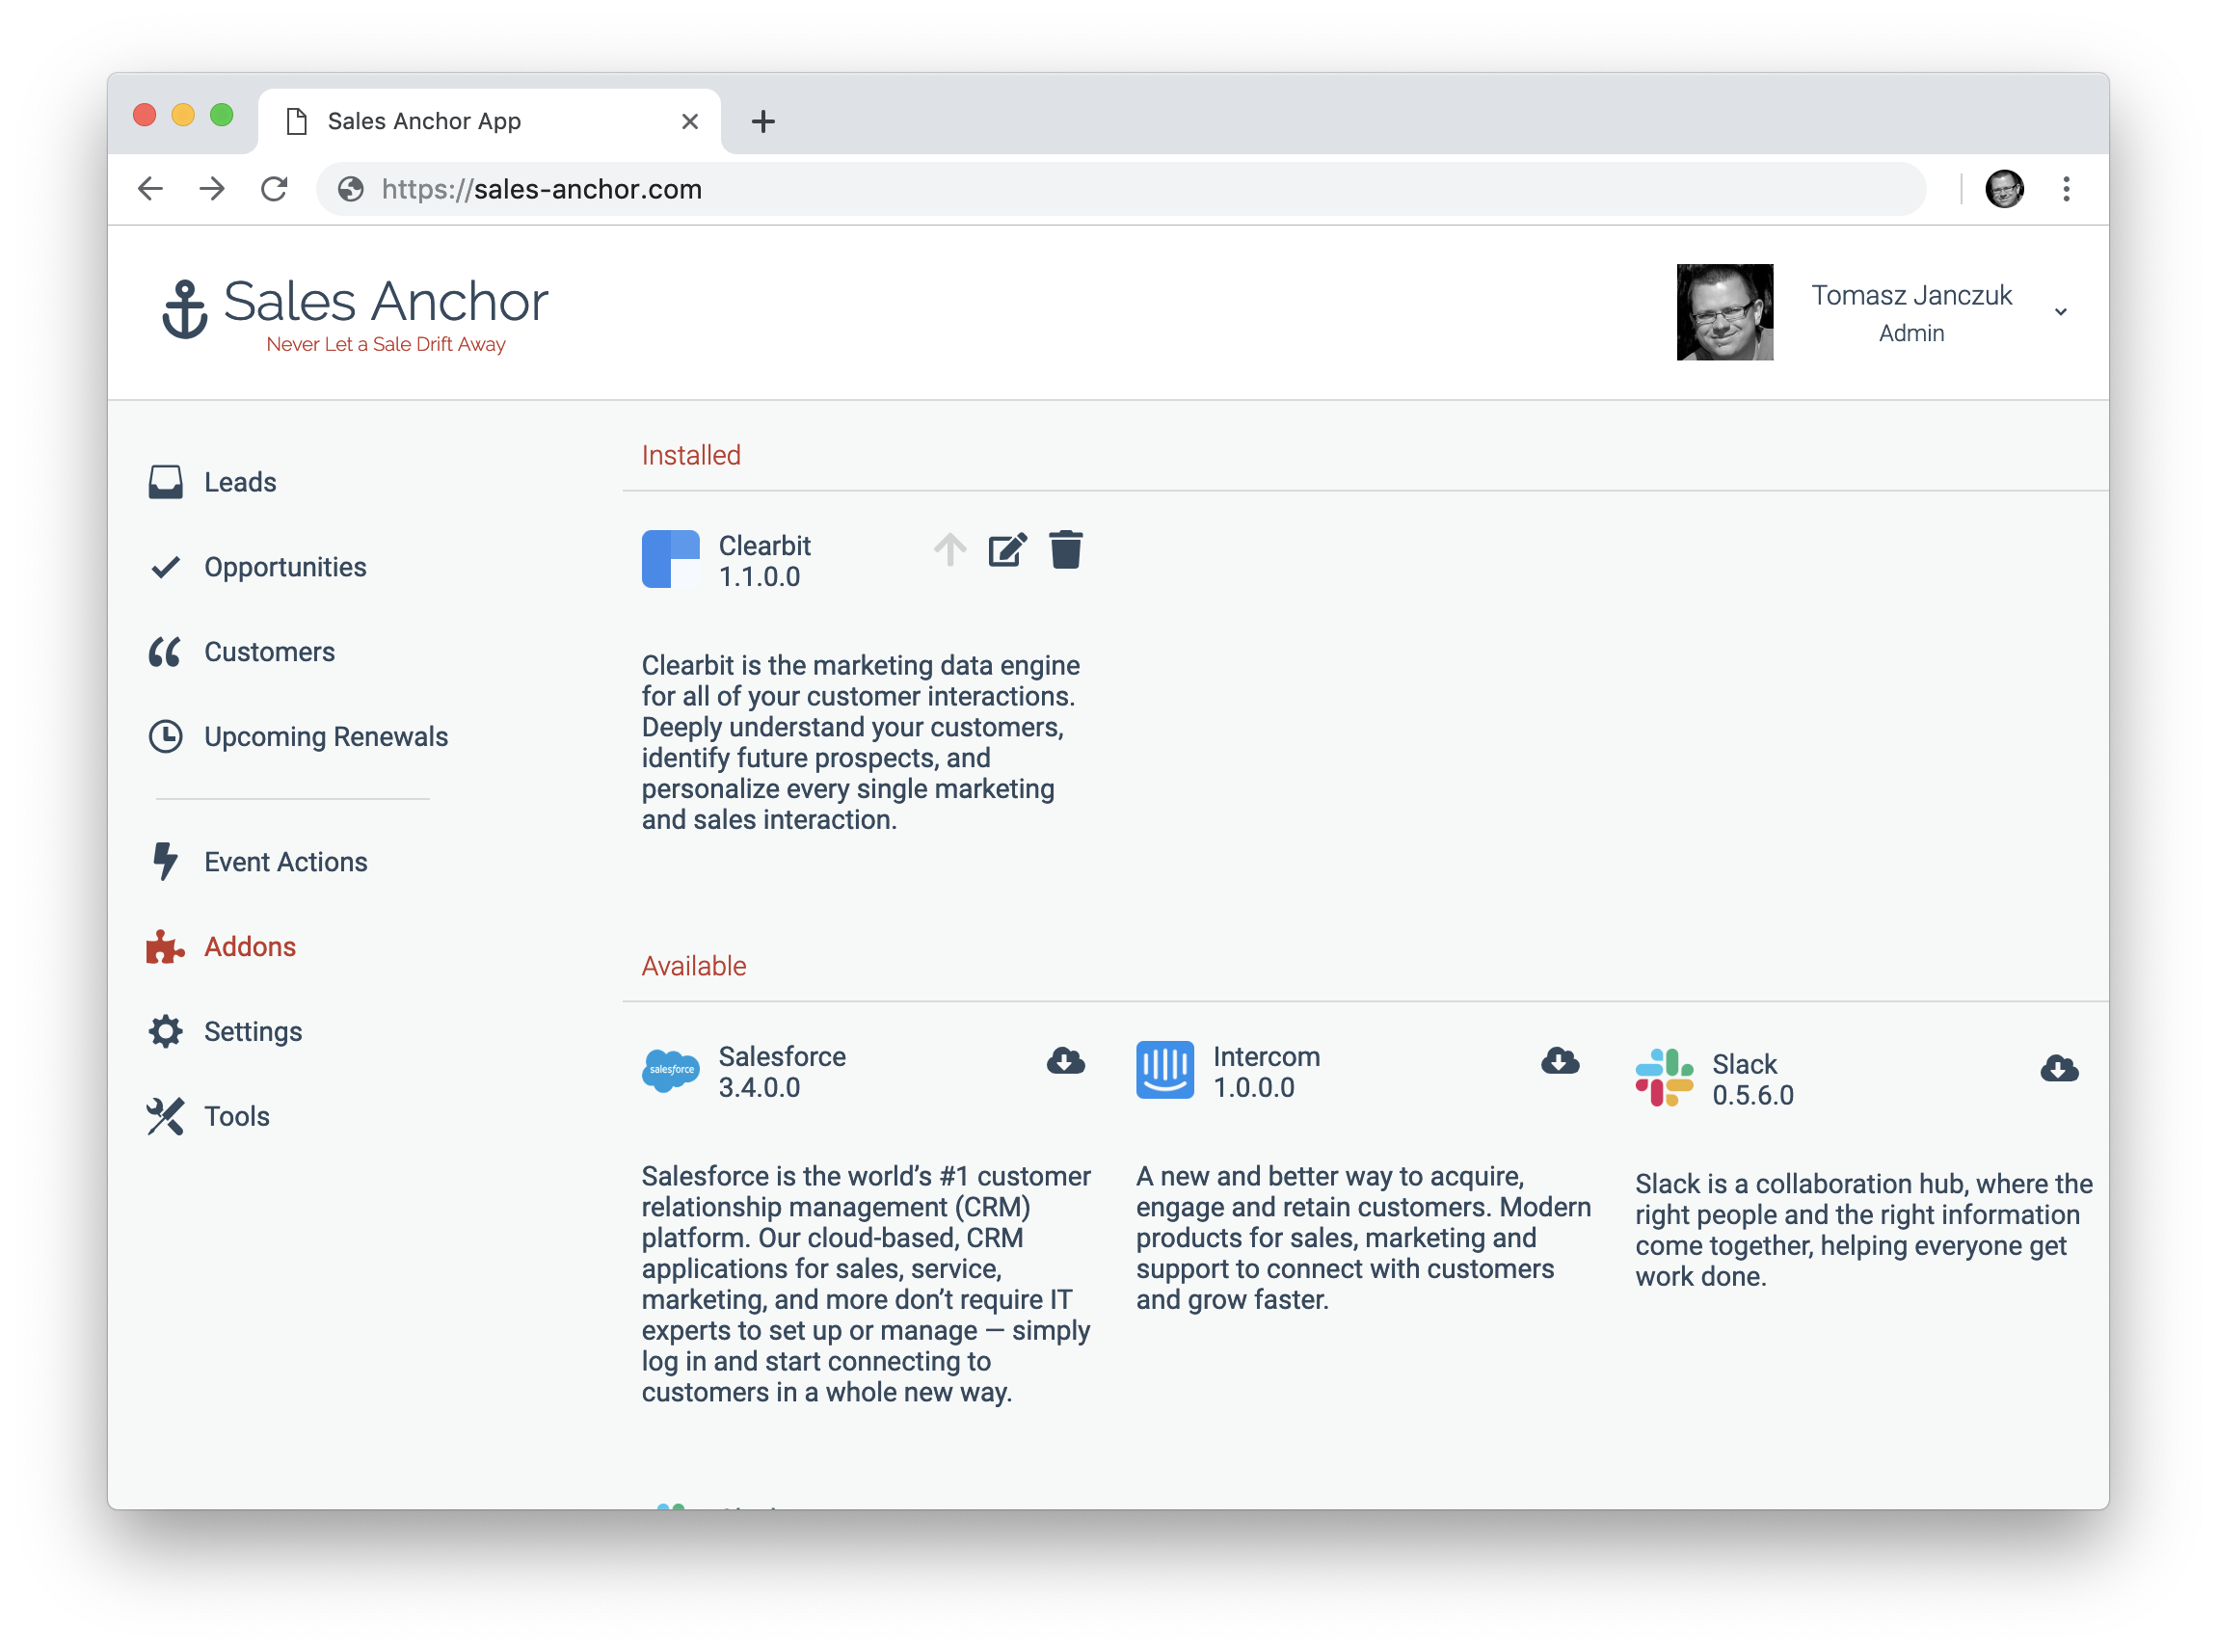 Sales Anchor App
https://sales-anchor.com
Sales Anchor
Never Let a Sale Drift Away
Tomasz Janczuk
Admin
Leads
Opportunities
Customers
Upcoming Renewals
Event Actions
Addons
Settings
Tools
Installed
Clearbit
1.1.0.0
Clearbit is the marketing data engine
for all of your customer interactions.
Deeply understand your customers,
identify future prospects, and
personalize every single marketing
and sales interaction.
Available
salesforce
Salesforce
3.4.0.0
Salesforce is the world’s #1 customer
relationship management (CRM)
platform. Our cloud-based, CRM
applications for sales, service,
marketing, and more don’t require IT
experts to set up or manage — simply
log in and start connecting to
customers in a whole new way.
Intercom
1.0.0.0
A new and better way to acquire,
engage and retain customers. Modern
products for sales, marketing and
support to connect with customers
and grow faster.
Slack
0.5.6.0
Slack is a collaboration hub, where the
right people and the right information
come together, helping everyone get
work done.